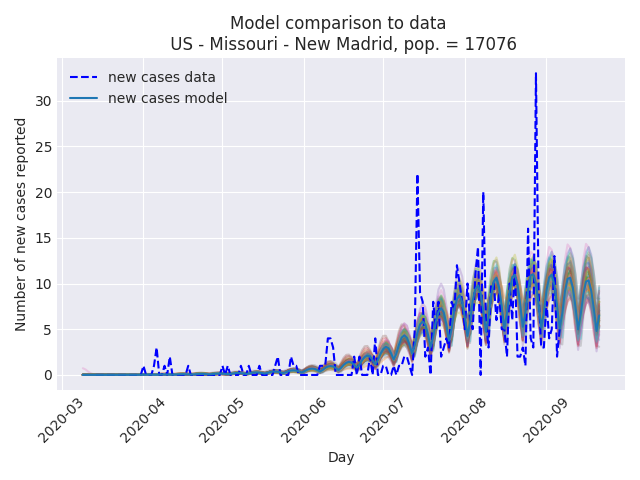 Model comparison to data
US - Missouri - New Madrid, pop. = 17076
new cases data
new cases model
Number of new cases reported
30
25
20
15
10
5
0
2020-03
2020-04
2020-05
2020-06
2020-07
2020-08
2020-09
Day